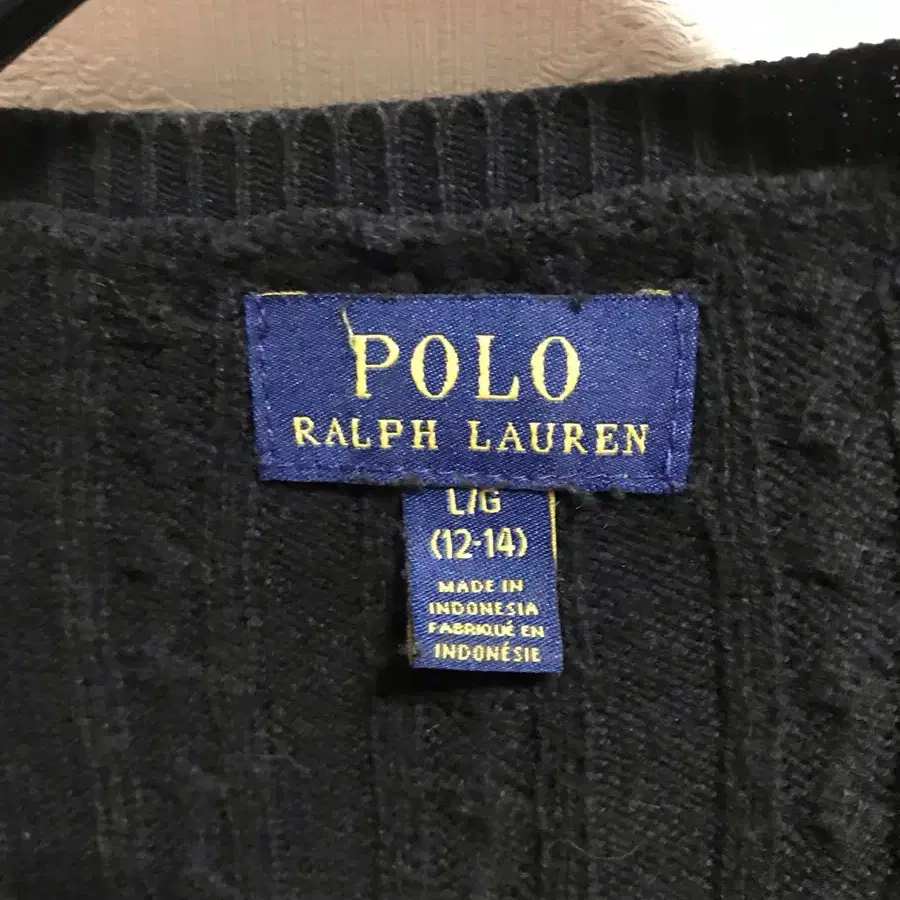 POLO
RALPH LAUREN
L/G
(12-14)
MADE IN
INDONESIA
FABRIQUÉ EN
INDONÉSIE